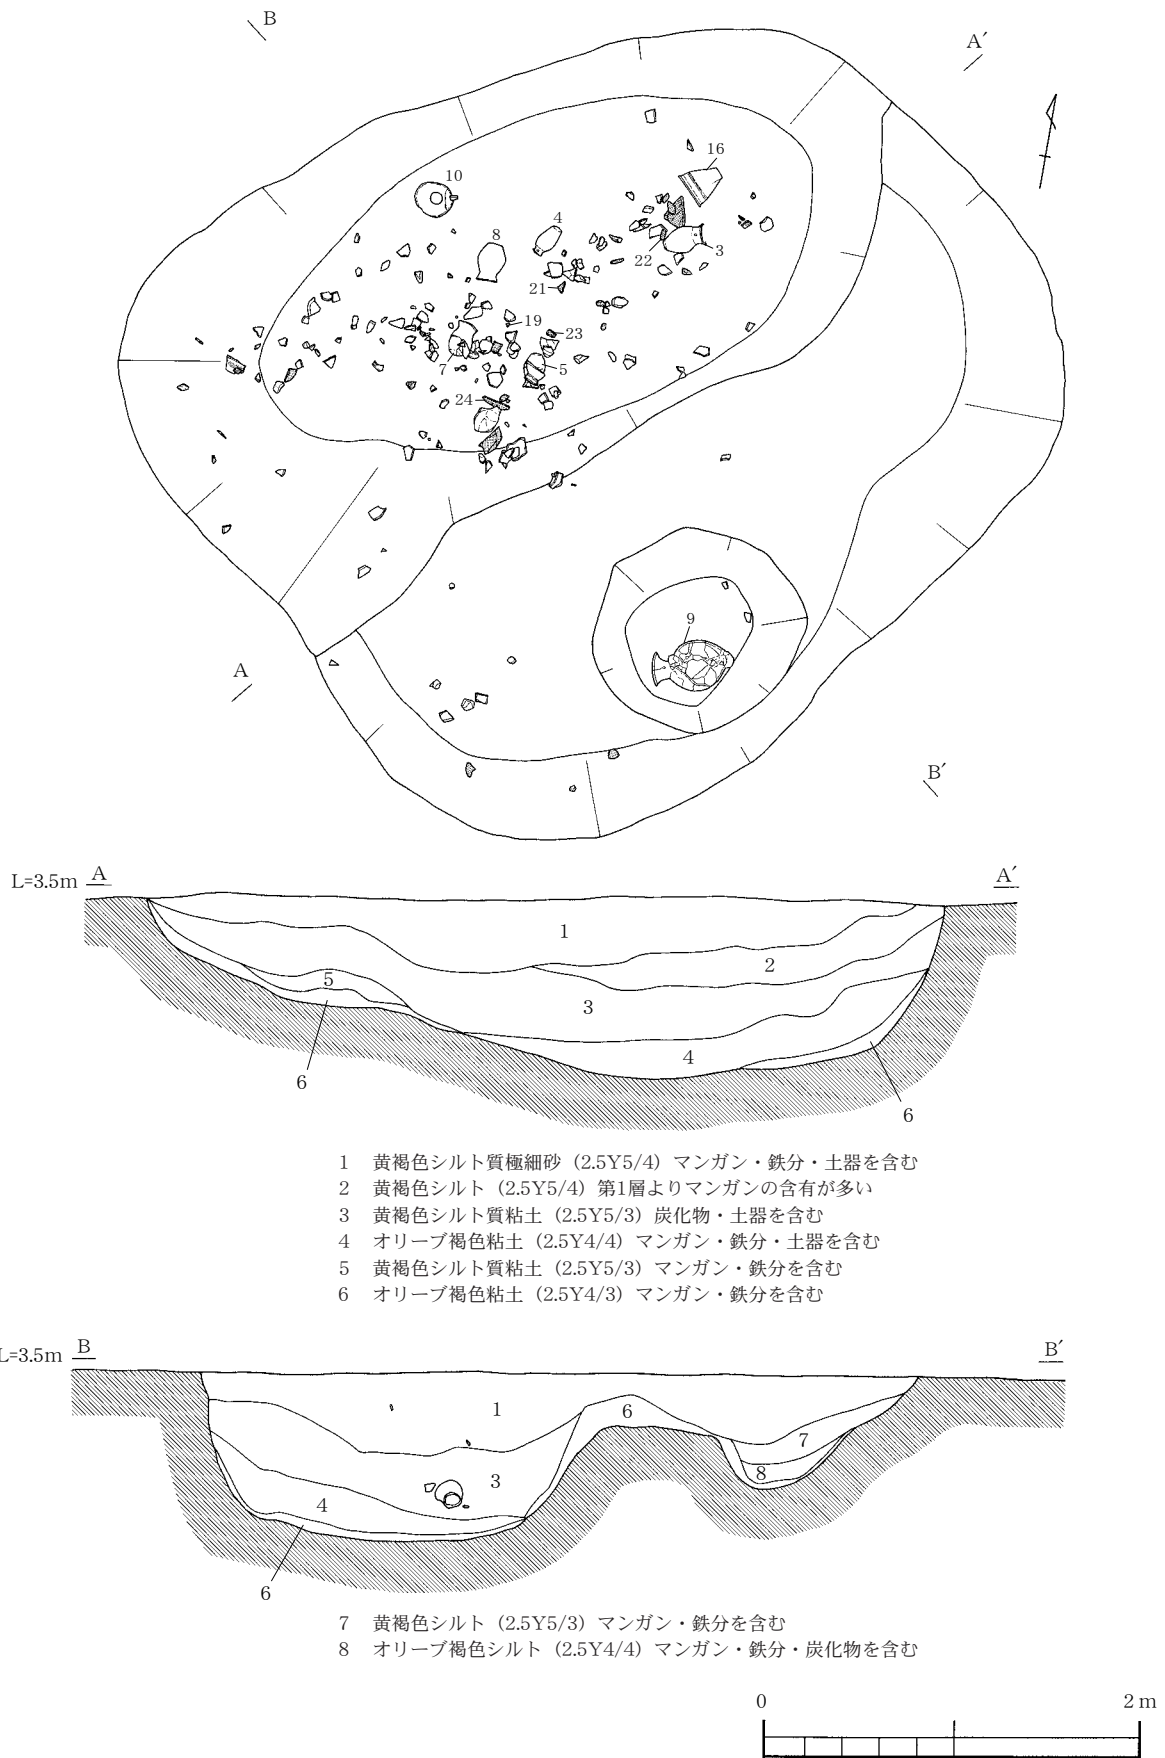 B
A′
16
10
4
8
22
3
21
19
23
7
5
24
9
A
B′
L=3.5m A A′
1
2
5
3
4
6
6
1 黄褐色シルト質極細砂（2.5Y5/4）マンガン・鉄分・土器を含む
2 黄褐色シルト（2.5Y5/4）第1層よりマンガンの含有が多い
3 黄褐色シルト質粘土（2.5Y5/3）炭化物・土器を含む
4 オリーブ褐色粘土（2.5Y4/4）マンガン・鉄分・土器を含む
5 黄褐色シルト質粘土（2.5Y5/3）マンガン・鉄分を含む
6 オリーブ褐色粘土（2.5Y4/3）マンガン・鉄分を含む
L=3.5m B B′
1
6
7
3
8
4
6
7 黄褐色シルト（2.5Y5/3）マンガン・鉄分を含む
8 オリーブ褐色シルト（2.5Y4/4）マンガン・鉄分・炭化物を含む
0 2m